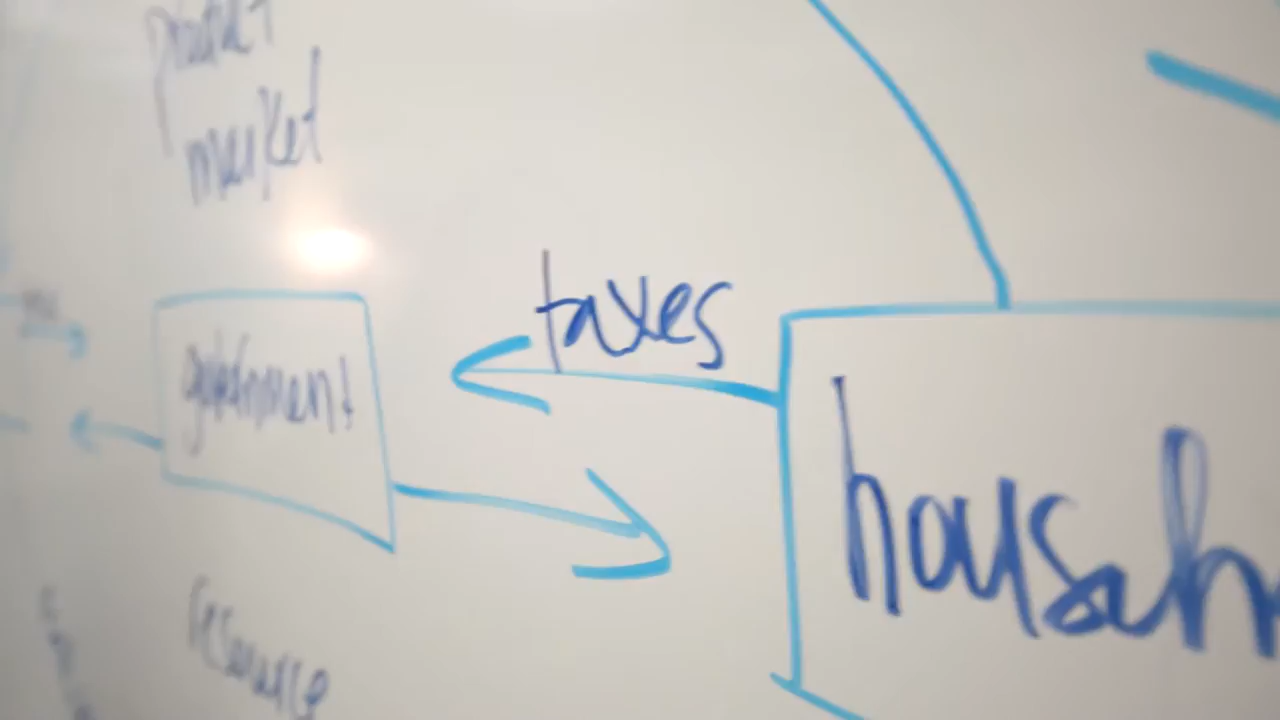 product
market
taxes
government
househ
resource